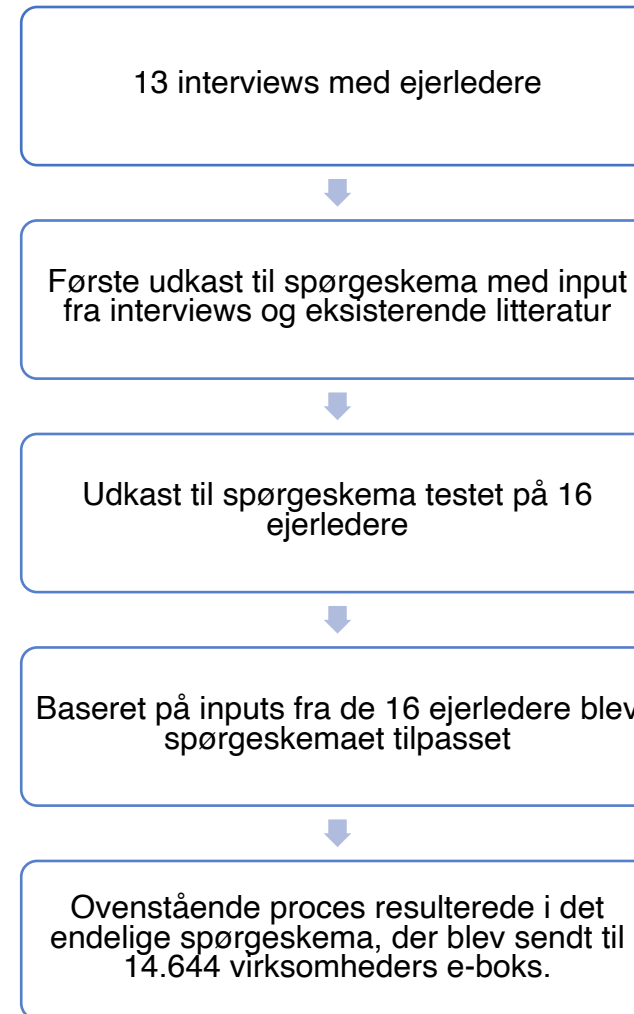 13 interviews med ejerledere
Første udkast til spørgeskema med input
fra interviews og eksisterende litteratur
Udkast til spørgeskema testet på 16
ejerledere
Baseret på inputs fra de 16 ejerledere blev
spørgeskemaet tilpasset
Ovenstående proces resulterede i det
endelige spørgeskema, der blev sendt til
14.644 virksomheders e-boks.